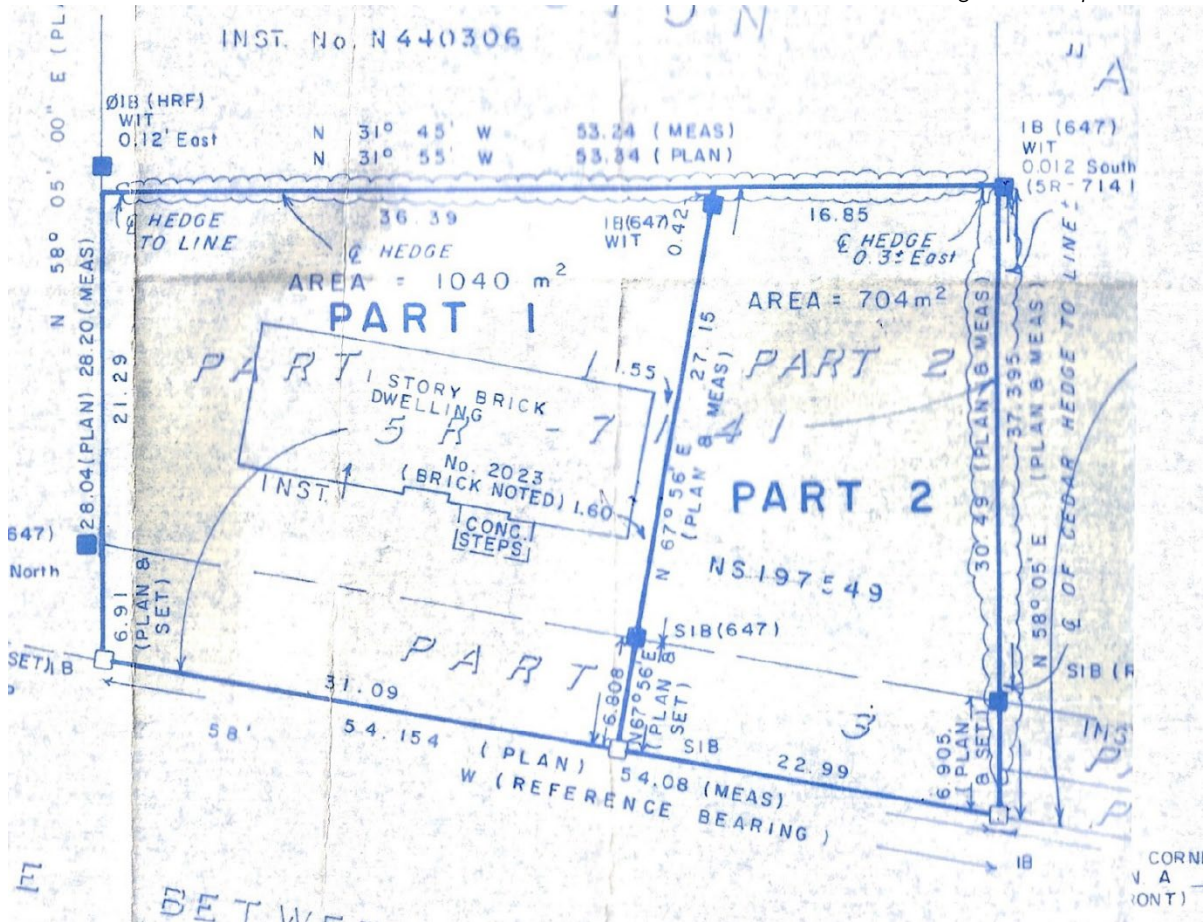 INST. No. N440306
ØIB (HRF)
WIT
0.12' East
N 31° 45' W 53.24 (MEAS)
N 31° 55' W 53.34 (PLAN)
IB (647)
WIT
0.012 South
(5R-714
A
N 58° 05' 00" E (PL
℄ HEDGE
TO LINE
36.39
℄ HEDGE
IB(647)
WIT
0.42
16.85
℄ HEDGE
0.3± East
AREA = 1040 m²
PART 1
AREA = 704m²
PART 1
PART 2
1 STORY BRICK
DWELLING
5R-7141
No. 2023
(BRICK NOTED)
INST.
CONC.
STEPS
1.55
1.60
27.15
N 67° 56' E
(PLAN & MEAS)
PART 2
NS197549
28.04(PLAN) 28.20(MEAS)
21.29
6.91
(PLAN &
SET)
30.49 (PLAN & MEAS)
37.395
N 58° 05' E (PLAN & MEAS)
℄ OF CEDAR HEDGE TO LINE
647)
North
SIB(647)
PART
3
6.808
N67°56'E
(PLAN &
SET)
SIB
SIB (R
6.905
(PLAN
& SET)
SET)IB
31.09
22.99
58'
54.154 (PLAN)
54.08 (MEAS)
W (REFERENCE BEARING)
IB
CORN
ONT)